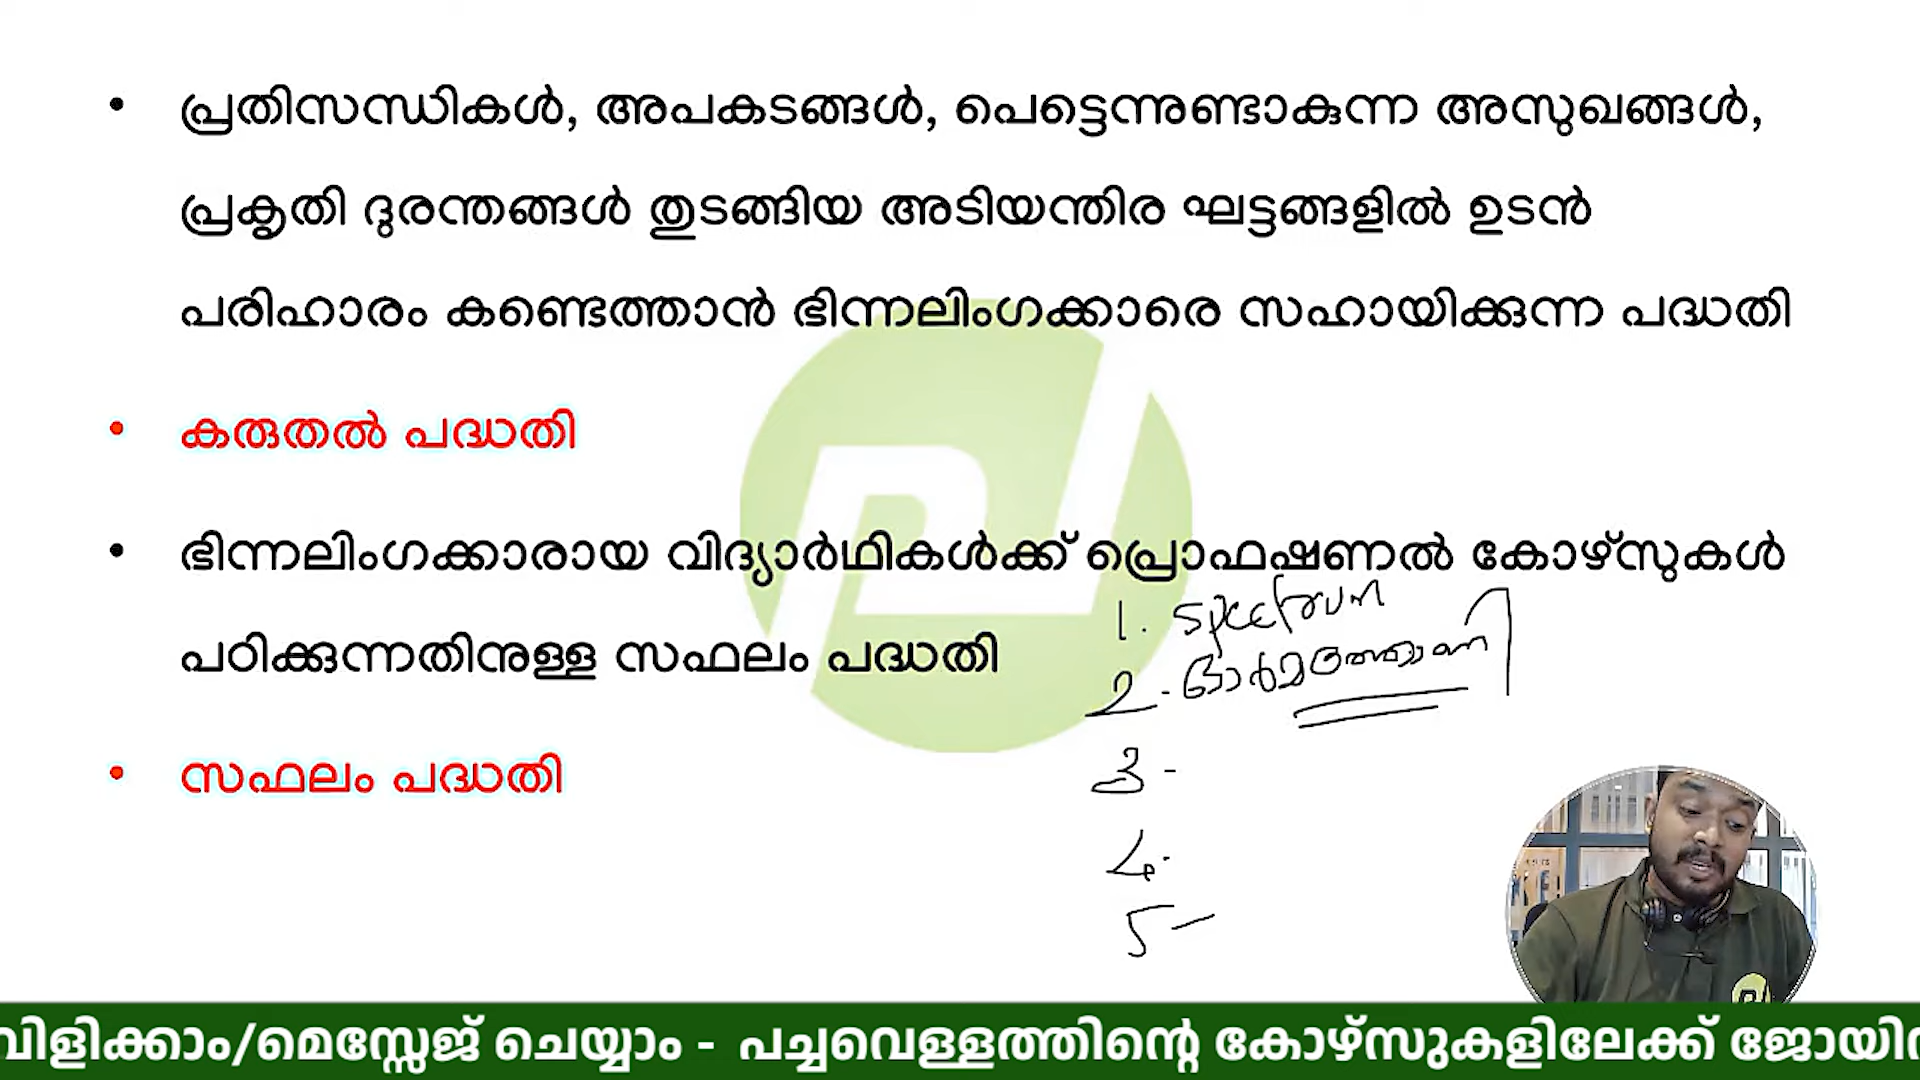 • പ്രതിസന്ധികൾ, അപകടങ്ങൾ, പെട്ടെന്നുണ്ടാകുന്ന അസുഖങ്ങൾ,
പ്രകൃതി ദുരന്തങ്ങൾ തുടങ്ങിയ അടിയന്തിര ഘട്ടങ്ങളിൽ ഉടൻ
പരിഹാരം കണ്ടെത്താൻ ഭിന്നലിംഗക്കാരെ സഹായിക്കുന്ന പദ്ധതി
• കരുതൽ പദ്ധതി
• ഭിന്നലിംഗക്കാരായ വിദ്യാർഥികൾക്ക് പ്രൊഫഷണൽ കോഴ്സുകൾ
പഠിക്കുന്നതിനുള്ള സഫലം പദ്ധതി
• സഫലം പദ്ധതി
1. Spectrum
2 -
3 -
4.
5 -
വിളിക്കാം/മെസ്സേജ് ചെയ്യാം - പച്ചവെള്ളത്തിന്റെ കോഴ്സുകളിലേക്ക്